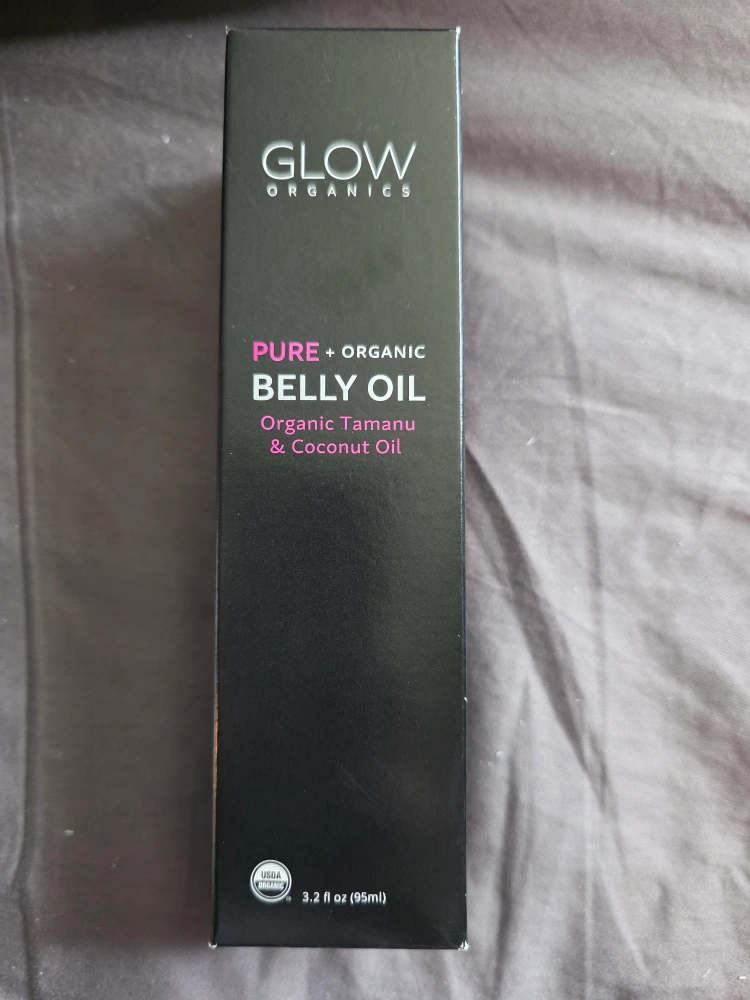 GLOW
ORGANICS
PURE + ORGANIC
BELLY OIL
Organic Tamanu
& Coconut Oil
USDA
ORGANIC
3.2 fl oz (95ml)